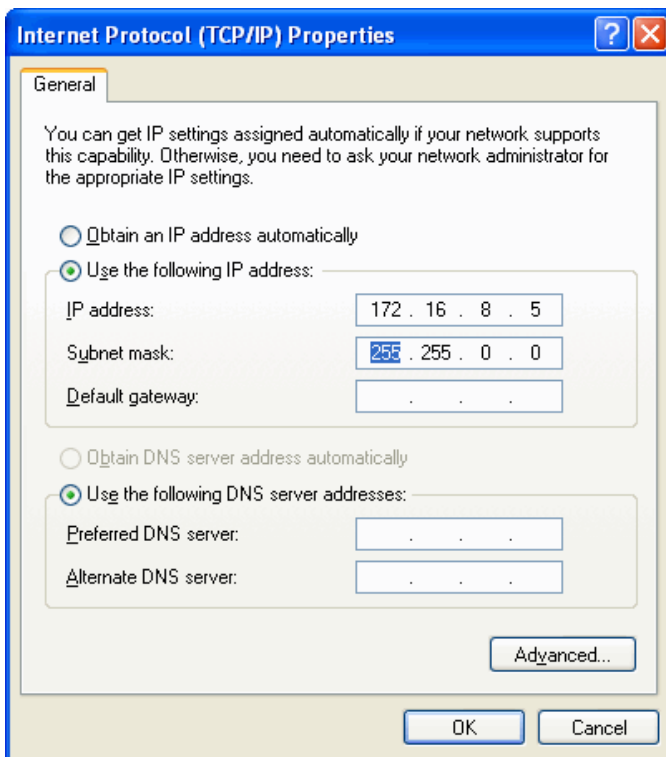 Internet Protocol (TCP/IP) Properties
General
You can get IP settings assigned automatically if your network supports
this capability. Otherwise, you need to ask your network administrator for
the appropriate IP settings.
Obtain an IP address automatically
Use the following IP address:
IP address: 172 . 16 . 8 . 5
Subnet mask: 255 . 255 . 0 . 0
Default gateway: . . .
Obtain DNS server address automatically
Use the following DNS server addresses:
Preferred DNS server: . . .
Alternate DNS server: . . .
Advanced...
OK Cancel